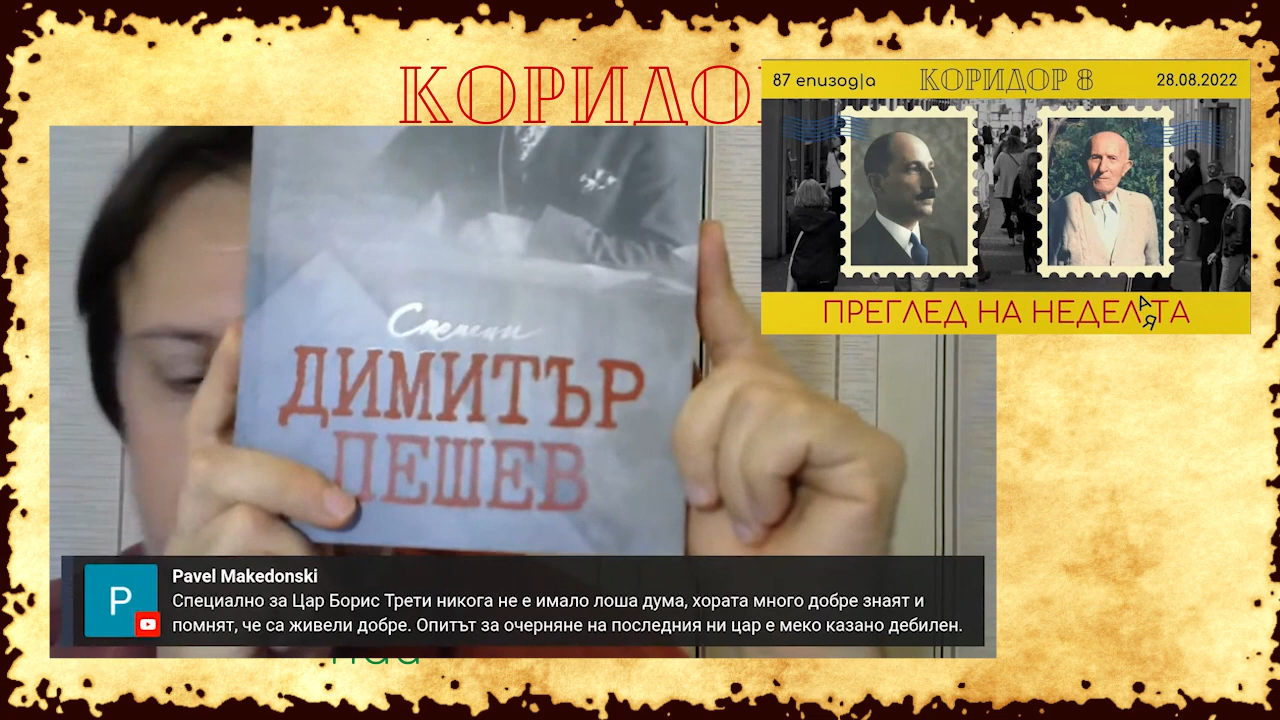 КОРИДО
87 епизод|а
КОРИДОР 8
28.08.2022
ПРЕГЛЕД НА НЕДЕЛАТА
Я
Спомени
ДИМИТЪР
ПЕШЕВ
P
Pavel Makedonski
Специално за Цар Борис Трети никога не е имало лоша дума, хората много добре знаят и
помнят, че са живели добре. Опитът за очерняне на последния ни цар е меко казано дебилен.